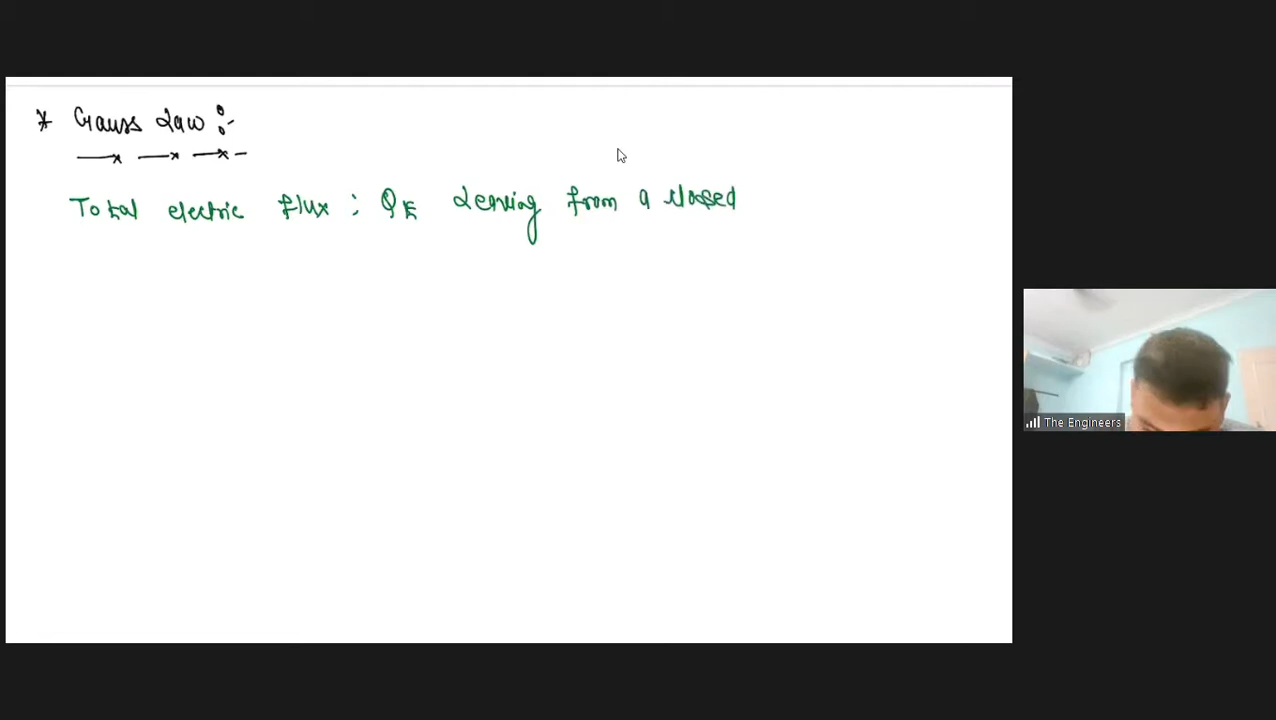 * Gauss Law :-
Total electric flux : φE Leaving from a closed
The Engineers